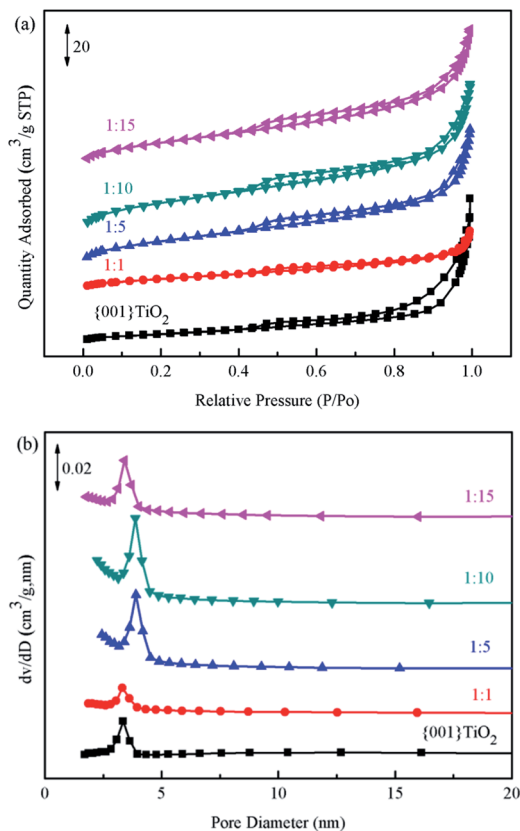 (a)
20
1:15
1:10
1:5
1:1
{001}TiO2
Quantity Adsorbed (cm3/g STP)
0.0 0.2 0.4 0.6 0.8 1.0
Relative Pressure (P/Po)
(b)
0.02
1:15
1:10
1:5
1:1
{001}TiO2
dv/dD (cm3/g,nm)
0 5 10 15 20
Pore Diameter (nm)